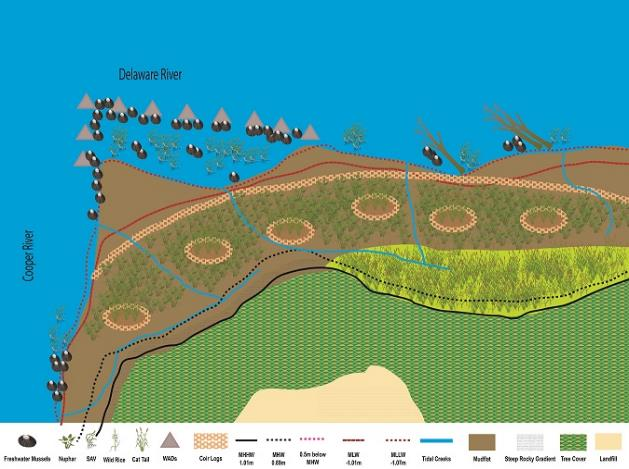 Delaware River
Cooper River
Freshwater Mussels
Nuphar
SAV
Wild Rice
Cat Tail
WADs
Coir Logs
MHHW
1.01m
MHW
0.88m
0.5m below
MHW
MLW
-1.01m
MLLW
-1.07m
Tidal Creeks
Mudflat
Steep Rocky Gradient
Tree Cover
Landfill